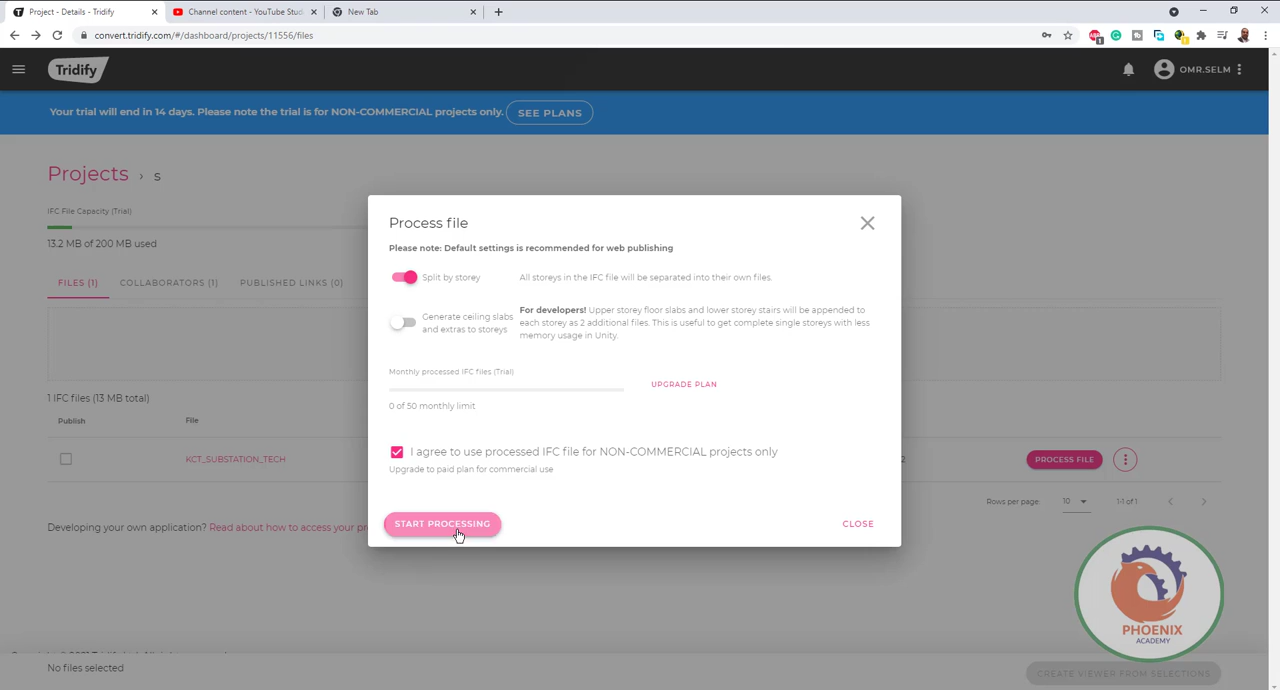 Project - Details - Tridify
Channel content - YouTube Stud
New Tab
convert.tridify.com/#/dashboard/projects/11556/files
Tridify
OMR.SELM
Your trial will end in 14 days. Please note the trial is for NON-COMMERCIAL projects only.
SEE PLANS
Projects › s
IFC File Capacity (Trial)
13.2 MB of 200 MB used
FILES (1)
COLLABORATORS (1)
PUBLISHED LINKS (0)
1 IFC files (13 MB total)
Publish
File
KCT_SUBSTATION_TECH
2
PROCESS FILE
Rows per page:
10
1-1 of 1
Developing your own application? Read about how to access your pr
No files selected
CREATE VIEWER FROM SELECTIONS
Process file
Please note: Default settings is recommended for web publishing
Split by storey
All storeys in the IFC file will be separated into their own files.
Generate ceiling slabs
and extras to storeys
For developers! Upper storey floor slabs and lower storey stairs will be appended to
each storey as 2 additional files. This is useful to get complete single storeys with less
memory usage in Unity.
Monthly processed IFC files (Trial)
UPGRADE PLAN
0 of 50 monthly limit
I agree to use processed IFC file for NON-COMMERCIAL projects only
Upgrade to paid plan for commercial use
START PROCESSING
CLOSE
PHOENIX
ACADEMY